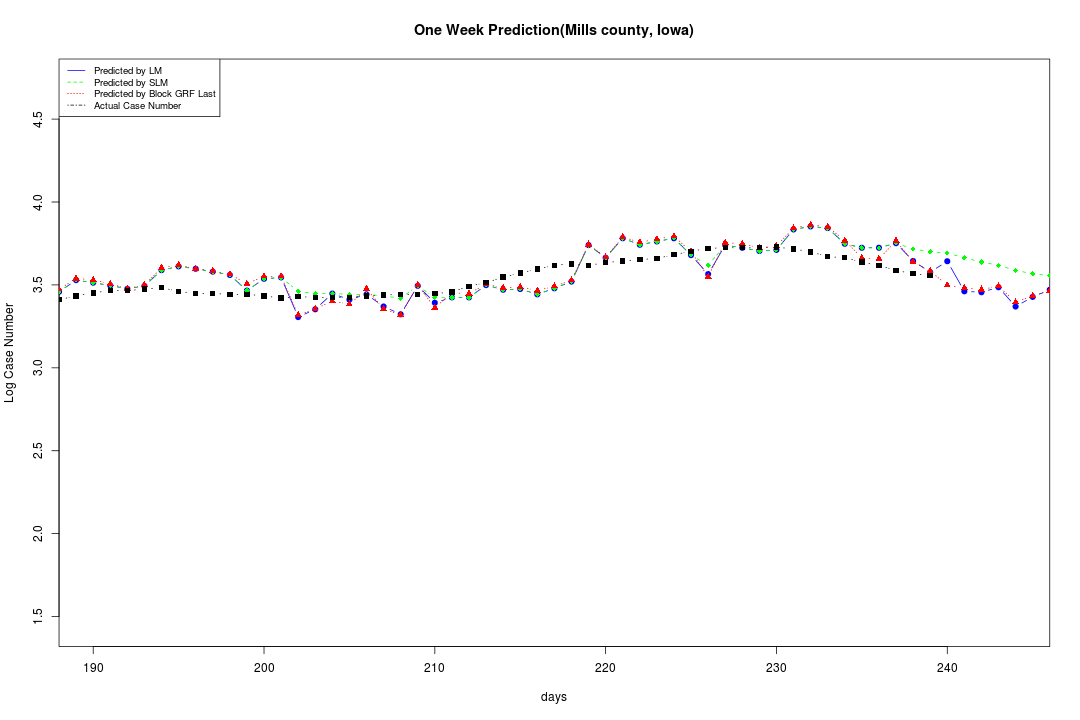 One Week Prediction(Mills county, Iowa)
Predicted by LM
Predicted by SLM
Predicted by Block GRF Last
Actual Case Number
4.5
4.0
3.5
3.0
2.5
2.0
1.5
Log Case Number
190 200 210 220 230 240
days